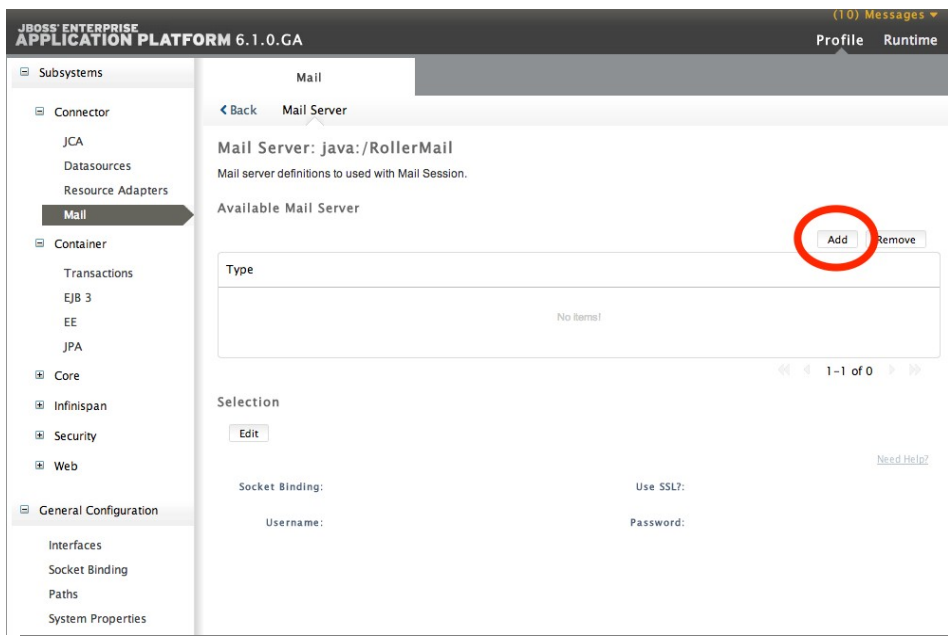 (10) Messages
JBOSS' ENTERPRISE
APPLICATION PLATFORM 6.1.0.GA
Profile Runtime
Subsystems
Connector
JCA
Datasources
Resource Adapters
Mail
Container
Transactions
EJB 3
EE
JPA
Core
Infinispan
Security
Web
General Configuration
Interfaces
Socket Binding
Paths
System Properties
Mail
Back Mail Server
Mail Server: java:/RollerMail
Mail server definitions to used with Mail Session.
Available Mail Server
Add Remove
Type
No items!
1-1 of 0
Selection
Edit
Need Help?
Socket Binding: Use SSL?:
Username: Password: